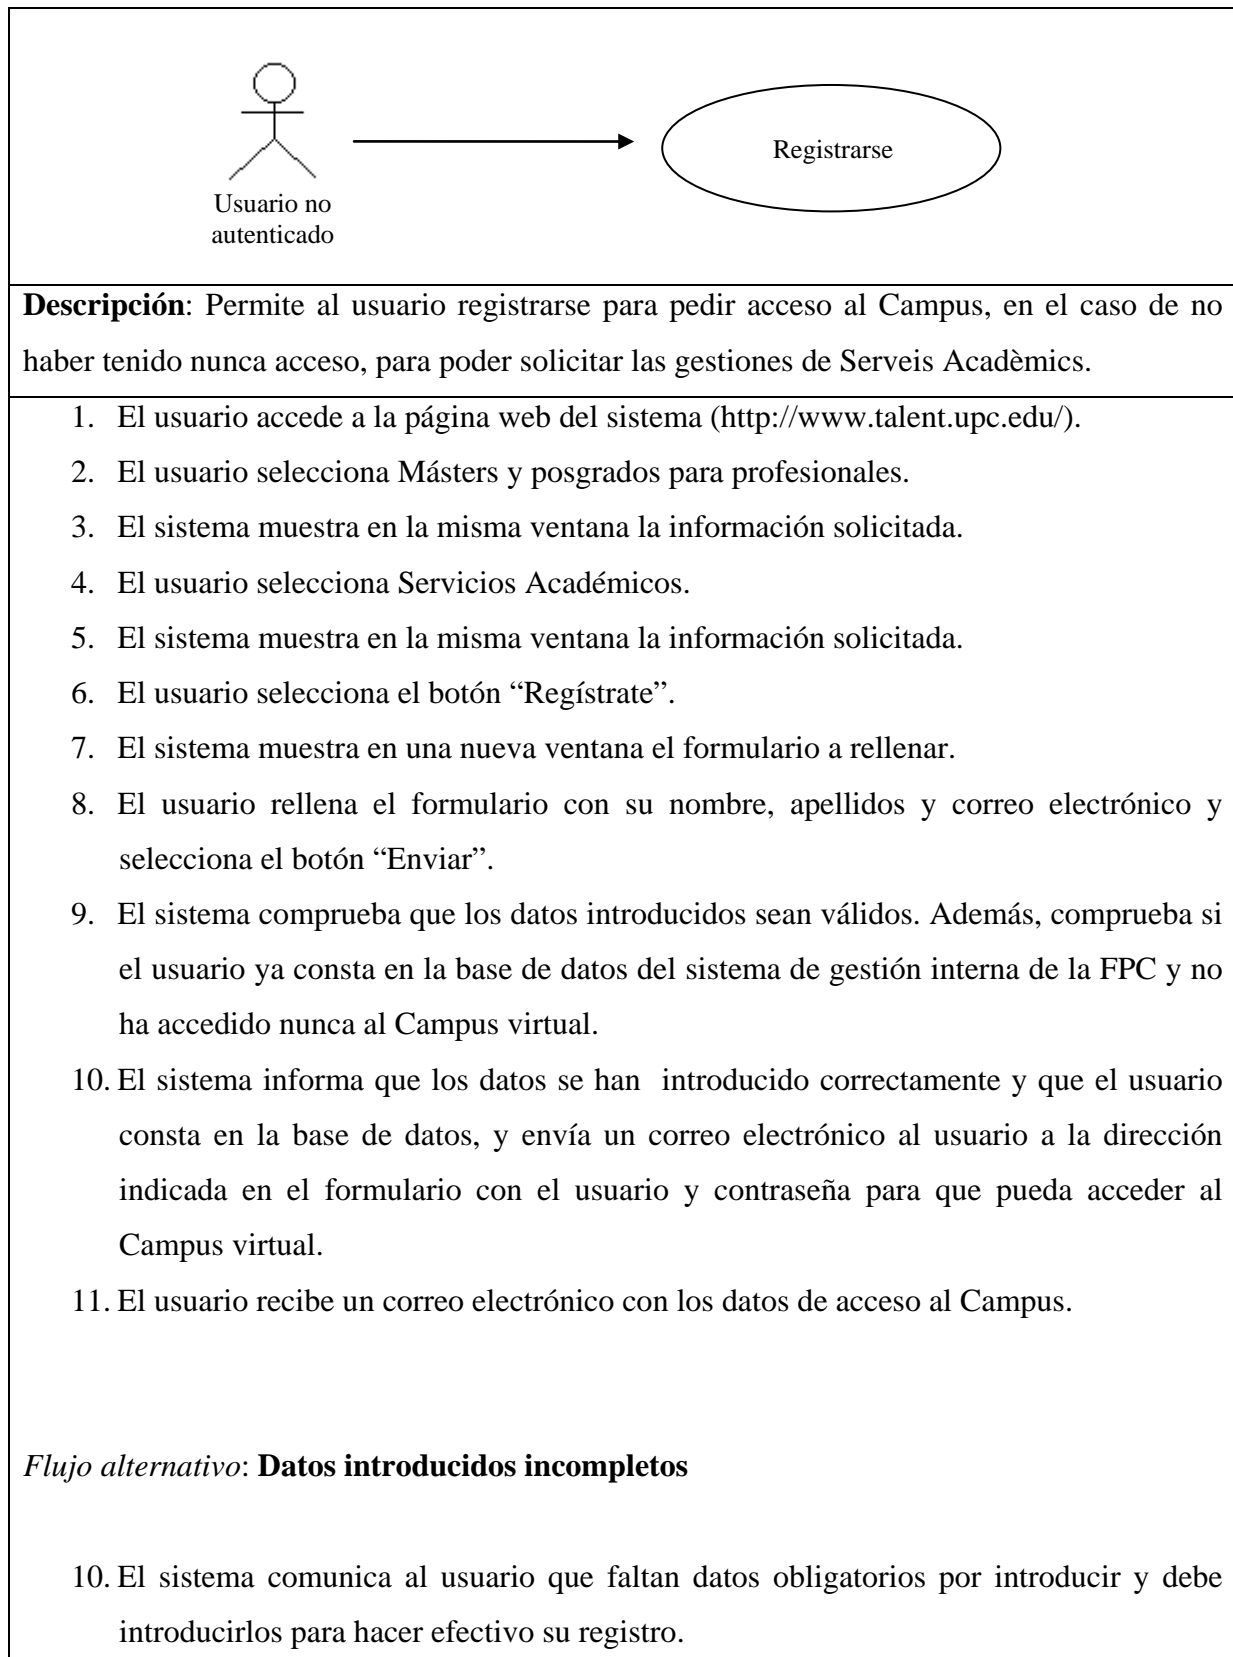 Registrarse
Usuario no
autenticado
Descripción: Permite al usuario registrarse para pedir acceso al Campus, en el caso de no
haber tenido nunca acceso, para poder solicitar las gestiones de Serveis Acadèmics.
1. El usuario accede a la página web del sistema (http://www.talent.upc.edu/).
2. El usuario selecciona Másters y posgrados para profesionales.
3. El sistema muestra en la misma ventana la información solicitada.
4. El usuario selecciona Servicios Académicos.
5. El sistema muestra en la misma ventana la información solicitada.
6. El usuario selecciona el botón “Regístrate”.
7. El sistema muestra en una nueva ventana el formulario a rellenar.
8. El usuario rellena el formulario con su nombre, apellidos y correo electrónico y
selecciona el botón “Enviar”.
9. El sistema comprueba que los datos introducidos sean válidos. Además, comprueba si
el usuario ya consta en la base de datos del sistema de gestión interna de la FPC y no
ha accedido nunca al Campus virtual.
10. El sistema informa que los datos se han introducido correctamente y que el usuario
consta en la base de datos, y envía un correo electrónico al usuario a la dirección
indicada en el formulario con el usuario y contraseña para que pueda acceder al
Campus virtual.
11. El usuario recibe un correo electrónico con los datos de acceso al Campus.
Flujo alternativo: Datos introducidos incompletos
10. El sistema comunica al usuario que faltan datos obligatorios por introducir y debe
introducirlos para hacer efectivo su registro.